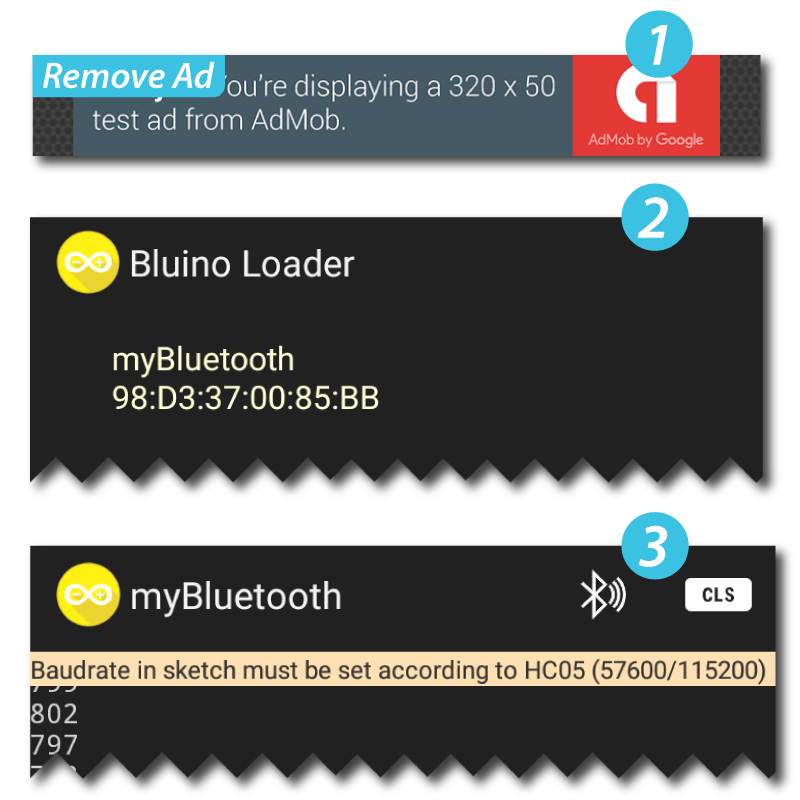 1
Remove Ad
You're displaying a 320 x 50
test ad from AdMob.
AdMob by Google
2
Bluino Loader
myBluetooth
98:D3:37:00:85:BB
3
myBluetooth
CLS
Baudrate in sketch must be set according to HC05 (57600/115200)
802
797